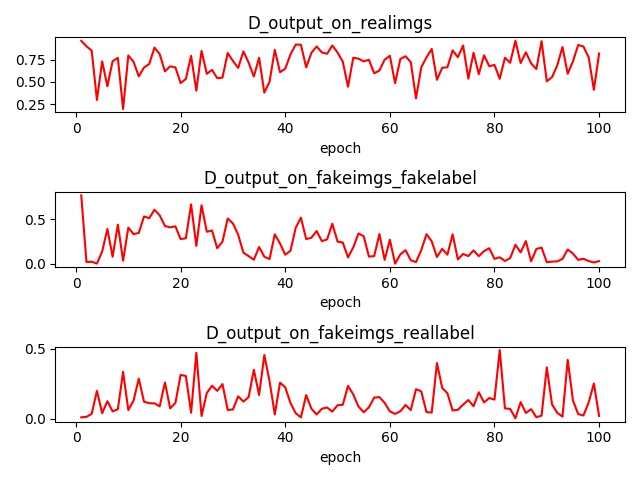 D_output_on_realimgs
0.75
0.50
0.25
0 20 40 60 80 100
epoch
D_output_on_fakeimgs_fakelabel
0.5
0.0
0 20 40 60 80 100
epoch
D_output_on_fakeimgs_reallabel
0.5
0.0
0 20 40 60 80 100
epoch